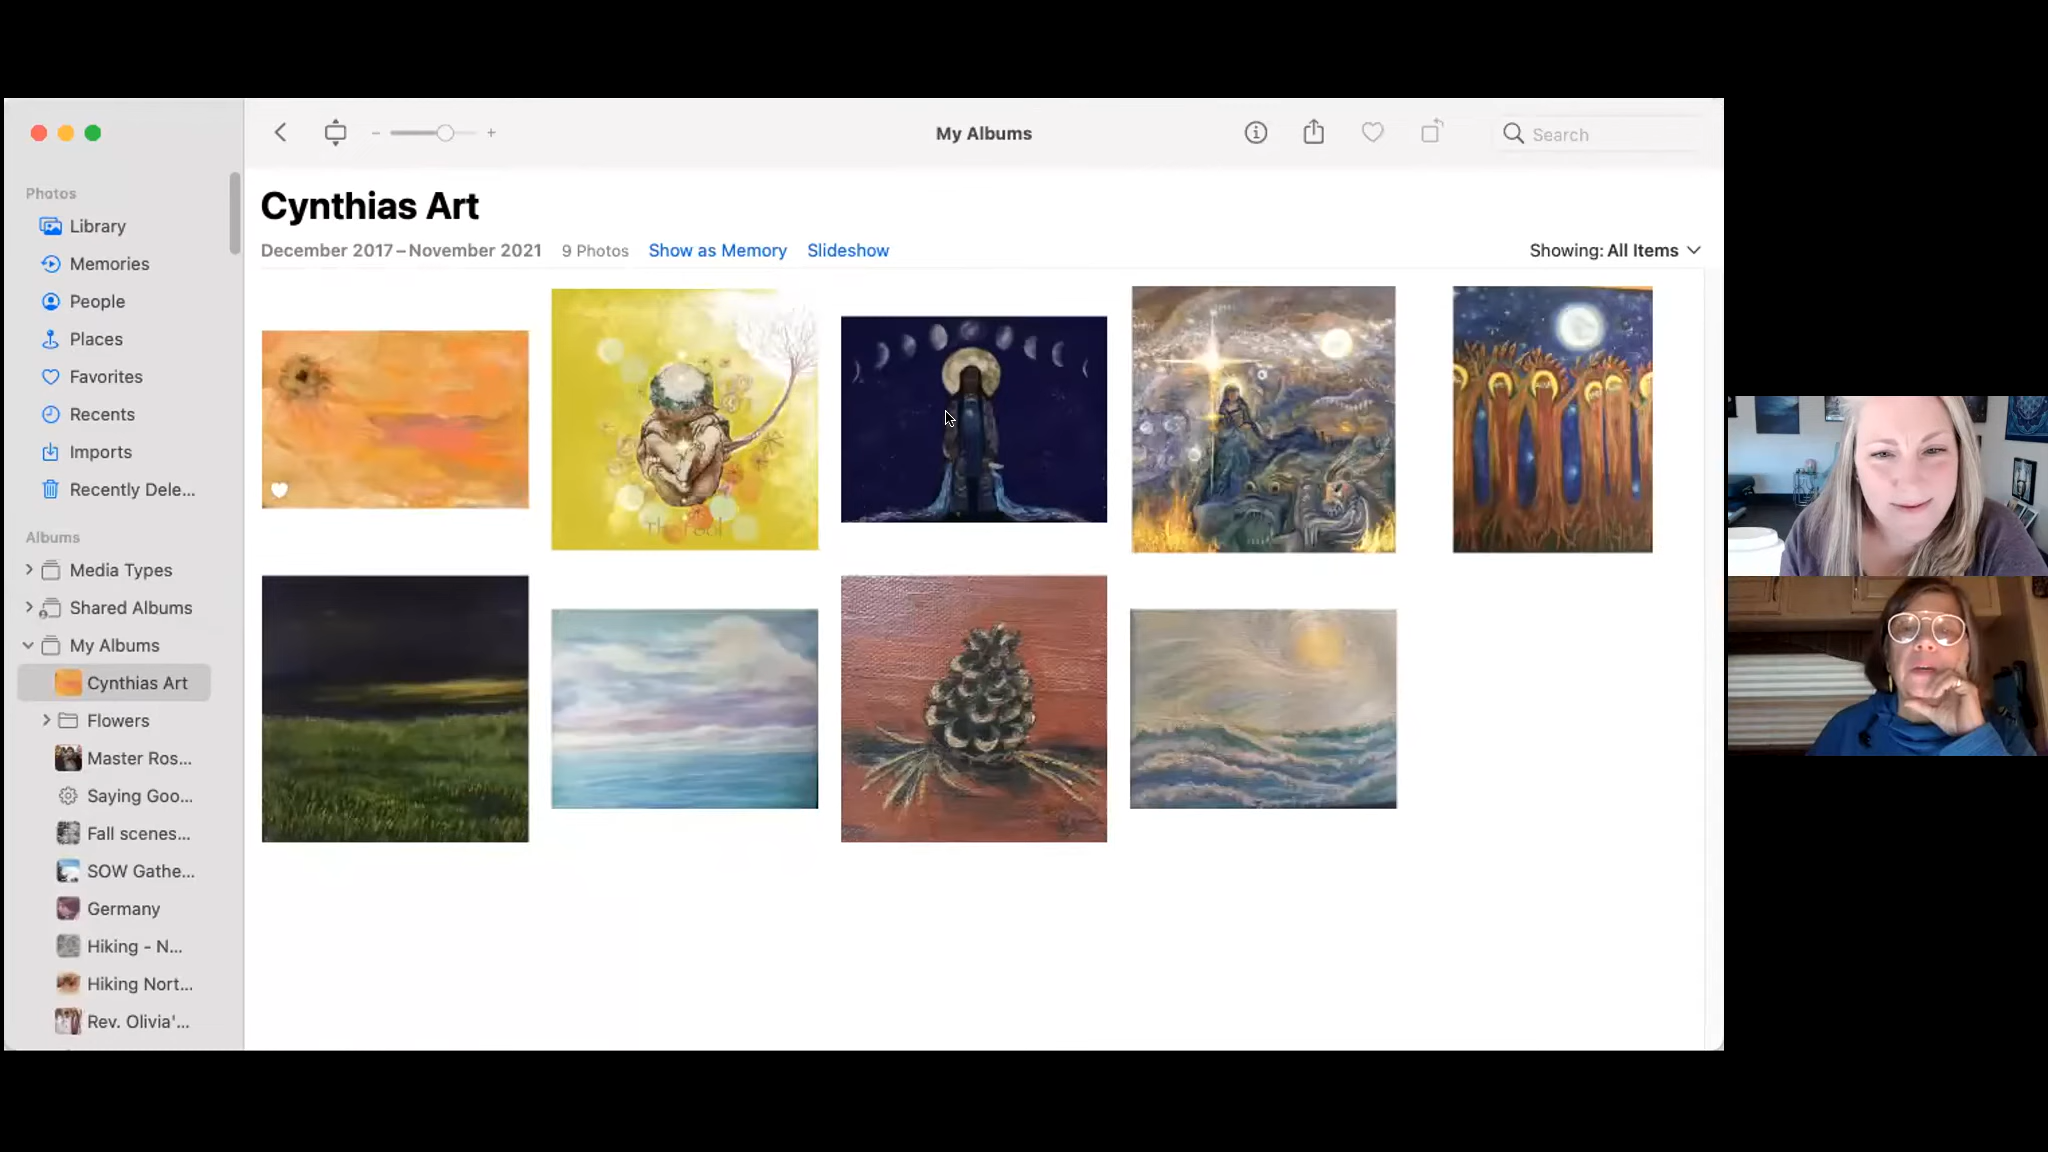 My Albums
Search
Photos
Library
Memories
People
Places
Favorites
Recents
Imports
Recently Dele...
Albums
Media Types
Shared Albums
My Albums
Cynthias Art
Flowers
Master Ros...
Saying Goo...
Fall scenes...
SOW Gathe...
Germany
Hiking - N...
Hiking Nort...
Rev. Olivia'...
Cynthias Art
December 2017 – November 2021 9 Photos Show as Memory Slideshow
Showing: All Items
The Fool